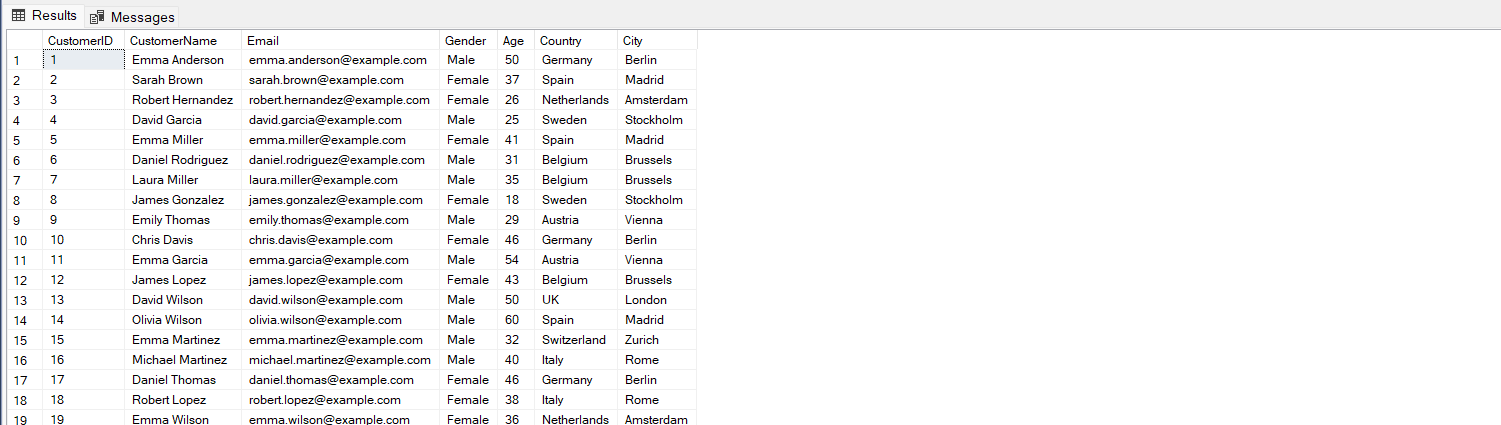 Results Messages
CustomerID CustomerName Email Gender Age Country City
1 1 Emma Anderson emma.anderson@example.com Male 50 Germany Berlin
2 2 Sarah Brown sarah.brown@example.com Female 37 Spain Madrid
3 3 Robert Hernandez robert.hernandez@example.com Female 26 Netherlands Amsterdam
4 4 David Garcia david.garcia@example.com Male 25 Sweden Stockholm
5 5 Emma Miller emma.miller@example.com Female 41 Spain Madrid
6 6 Daniel Rodriguez daniel.rodriguez@example.com Male 31 Belgium Brussels
7 7 Laura Miller laura.miller@example.com Male 35 Belgium Brussels
8 8 James Gonzalez james.gonzalez@example.com Female 18 Sweden Stockholm
9 9 Emily Thomas emily.thomas@example.com Male 29 Austria Vienna
10 10 Chris Davis chris.davis@example.com Female 46 Germany Berlin
11 11 Emma Garcia emma.garcia@example.com Male 54 Austria Vienna
12 12 James Lopez james.lopez@example.com Female 43 Belgium Brussels
13 13 David Wilson david.wilson@example.com Male 50 UK London
14 14 Olivia Wilson olivia.wilson@example.com Male 60 Spain Madrid
15 15 Emma Martinez emma.martinez@example.com Male 32 Switzerland Zurich
16 16 Michael Martinez michael.martinez@example.com Male 40 Italy Rome
17 17 Daniel Thomas daniel.thomas@example.com Female 46 Germany Berlin
18 18 Robert Lopez robert.lopez@example.com Female 38 Italy Rome
19 19 Emma Wilson emma.wilson@example.com Female 36 Netherlands Amsterdam